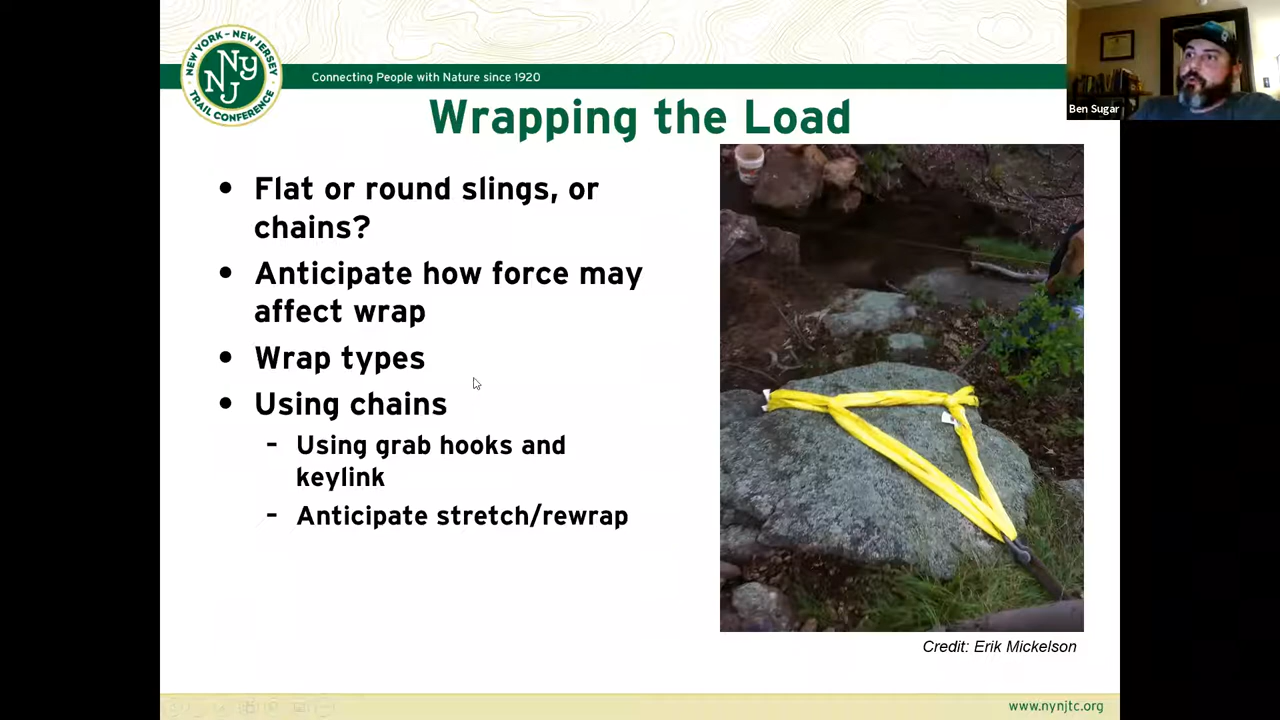 NEW YORK - NEW JERSEY
NY
NJ
TRAIL CONFERENCE
Connecting People with Nature since 1920
Ben Sugar
Wrapping the Load
• Flat or round slings, or
chains?
• Anticipate how force may
affect wrap
• Wrap types
• Using chains
- Using grab hooks and
keylink
- Anticipate stretch/rewrap
Credit: Erik Mickelson
www.nynjtc.org